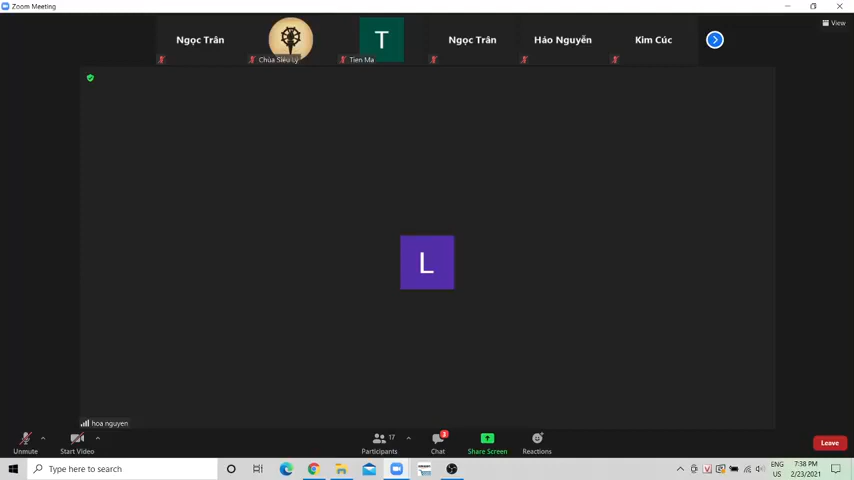 Zoom Meeting
View
Ngọc Trân
T
Ngọc Trân
Hảo Nguyễn
Kim Cúc
Chùa Siêu Lý
Tien Ma
L
hoa nguyen
17
3
Unmute
Start Video
Participants
Chat
Share Screen
Reactions
Leave
Type here to search
ENG
US
7:38 PM
2/23/2021